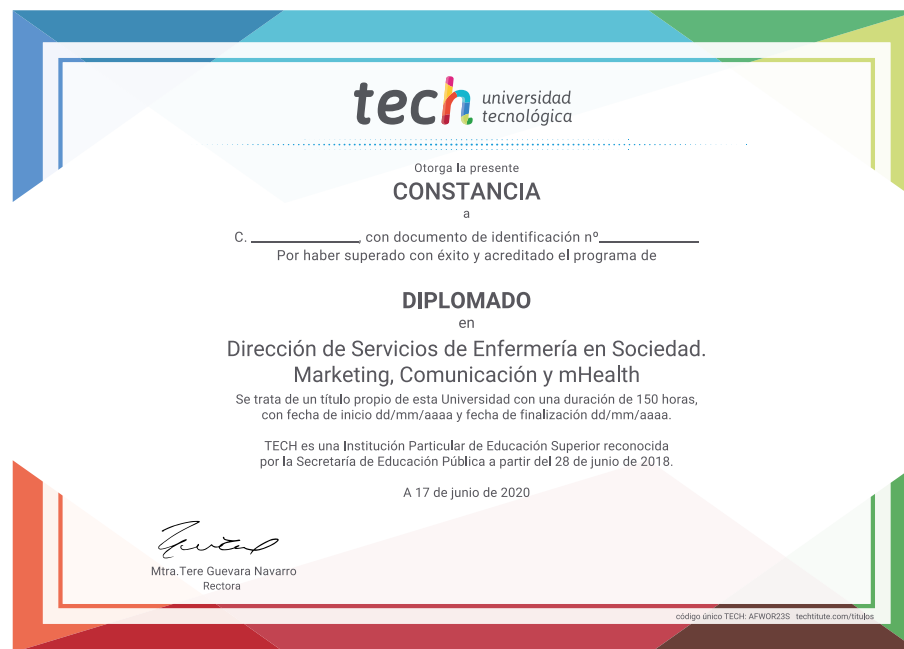 tech universidad
tecnológica
Otorga la presente
CONSTANCIA
a
C. ____________, con documento de identificación nº____________
Por haber superado con éxito y acreditado el programa de
DIPLOMADO
en
Dirección de Servicios de Enfermería en Sociedad.
Marketing, Comunicación y mHealth
Se trata de un título propio de esta Universidad con una duración de 150 horas,
con fecha de inicio dd/mm/aaaa y fecha de finalización dd/mm/aaaa.
TECH es una Institución Particular de Educación Superior reconocida
por la Secretaría de Educación Pública a partir del 28 de junio de 2018.
A 17 de junio de 2020
Mtra.Tere Guevara Navarro
Rectora
código único TECH: AFWOR23S techtitute.com/titulos